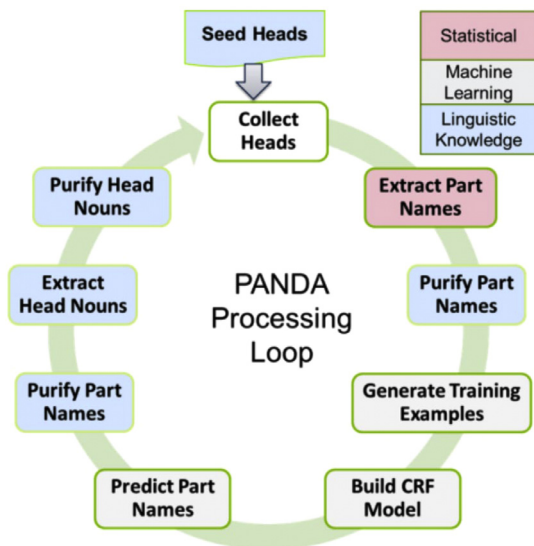 Seed Heads
Statistical
Machine
Learning
Linguistic
Knowledge
Collect
Heads
Extract Part
Names
Purify Part
Names
Generate Training
Examples
Build CRF
Model
Predict Part
Names
Purify Part
Names
Extract
Head Nouns
Purify Head
Nouns
PANDA
Processing
Loop